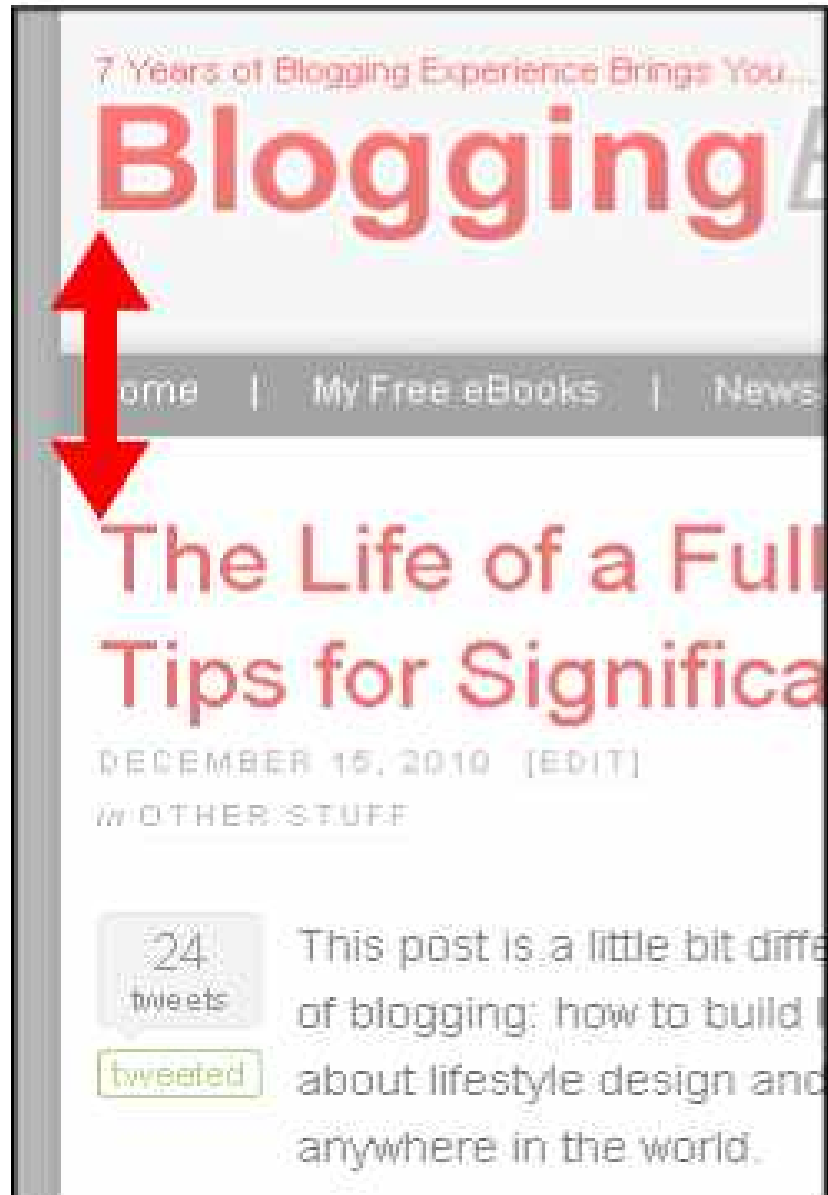 7 Years of Blogging Experience Brings You...
Blogging
ome | My Free eBooks | News
The Life of a Full
Tips for Significa
DECEMBER 15, 2010 [EDIT]
in OTHER STUFF
24
tweets
tweeted
This post is a little bit diffe
of blogging: how to build
about lifestyle design and
anywhere in the world.